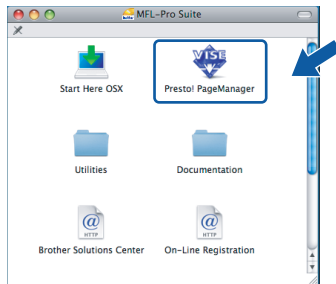 MFL-Pro Suite
VISE
Start Here OSX
Presto! PageManager
Utilities
Documentation
@
HTTP
@
HTTP
Brother Solutions Center
On-Line Registration